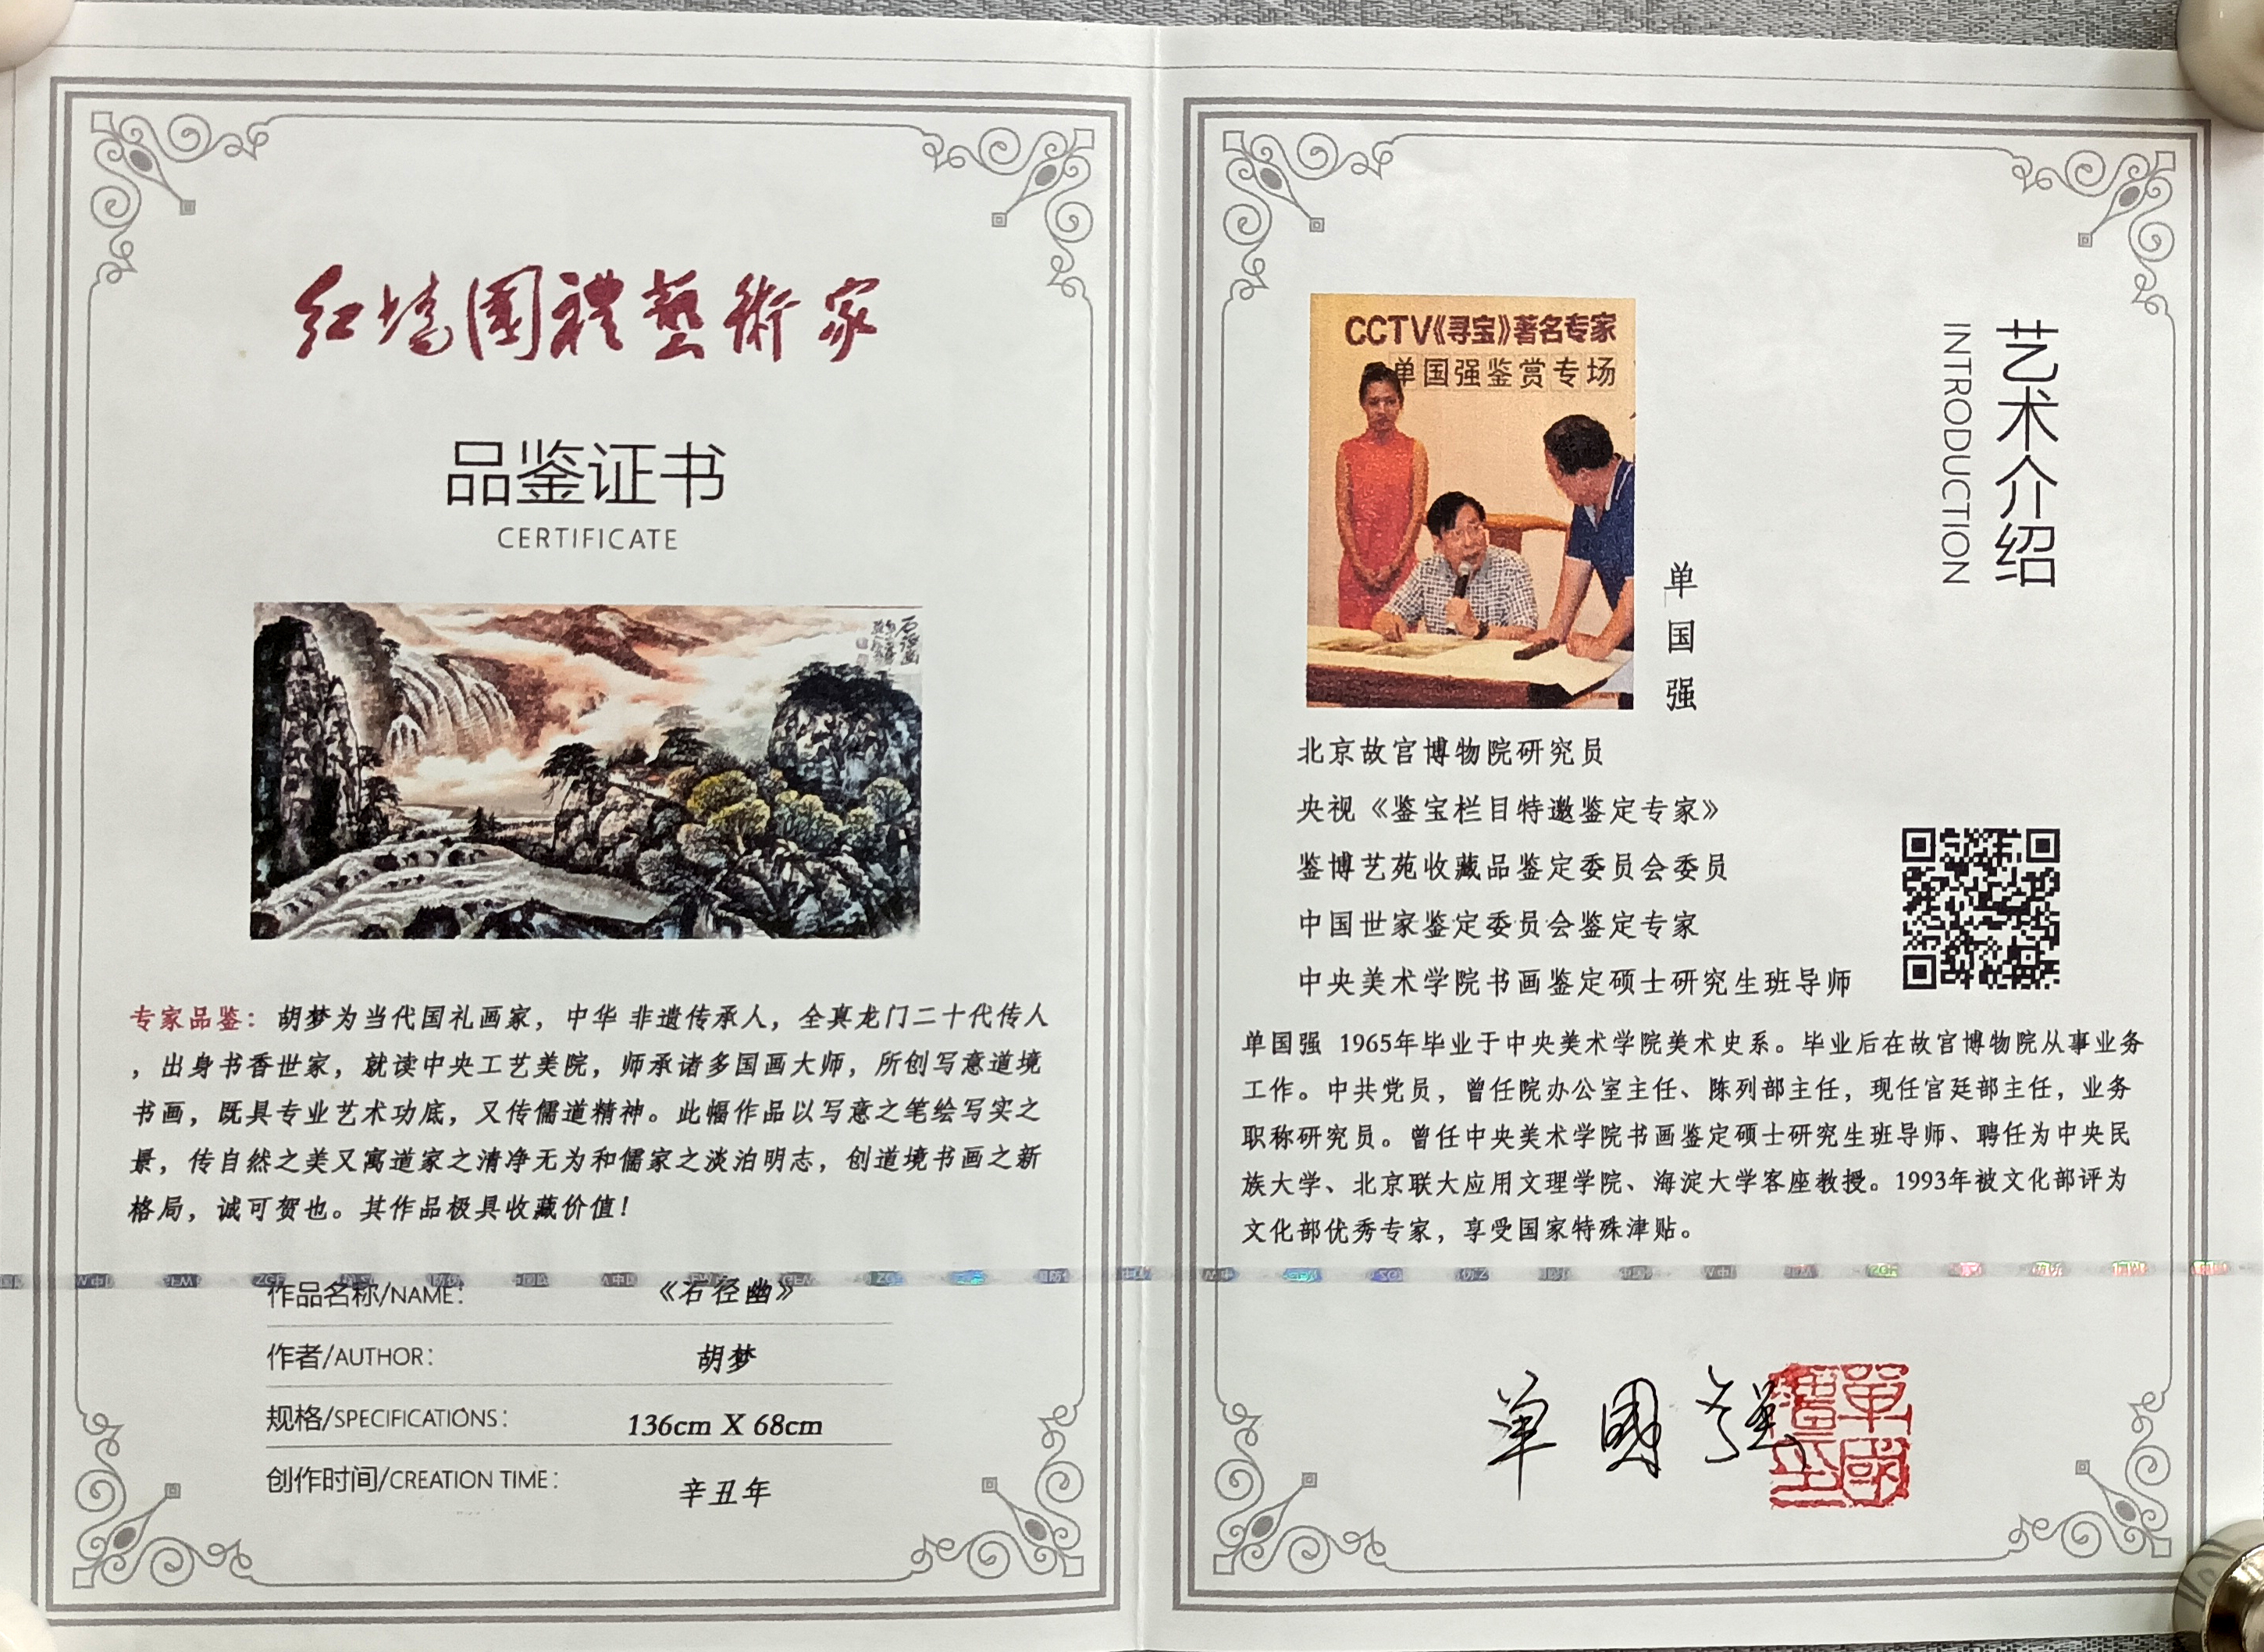 红墙国礼艺術家
品鉴证书
CERTIFICATE
专家品鉴：胡梦为当代国礼画家，中华 非遗传承人，全真龙门二十代传人
，出身书香世家，就读中央工艺美院，师承诸多国画大师，所创写意道境
书画，既具专业艺术功底，又传儒道精神。此幅作品以写意之笔绘写实之
景，传自然之美又寓道家之清净无为和儒家之淡泊明志，创道境书画之新
格局，诚可贺也。其作品极具收藏价值！
作品名称/NAME： 《石径幽》
作者/AUTHOR： 胡梦
规格/SPECIFICATIONS： 136cm X 68cm
创作时间/CREATION TIME： 辛丑年
艺术介绍
INTRODUCTION
CCTV《寻宝》著名专家
单国强鉴赏专场
单国强
北京故宫博物院研究员
央视《鉴宝栏目特邀鉴定专家》
鉴博艺苑收藏品鉴定委员会委员
中国世家鉴定委员会鉴定专家
中央美术学院书画鉴定硕士研究生班导师
单国强 1965年毕业于中央美术学院美术史系。毕业后在故宫博物院从事业务
工作。中共党员，曾任院办公室主任、陈列部主任，现任宫廷部主任，业务
职称研究员。曾任中央美术学院书画鉴定硕士研究生班导师、聘任为中央民
族大学、北京联大应用文理学院、海淀大学客座教授。1993年被文化部评为
文化部优秀专家，享受国家特殊津贴。
单國强